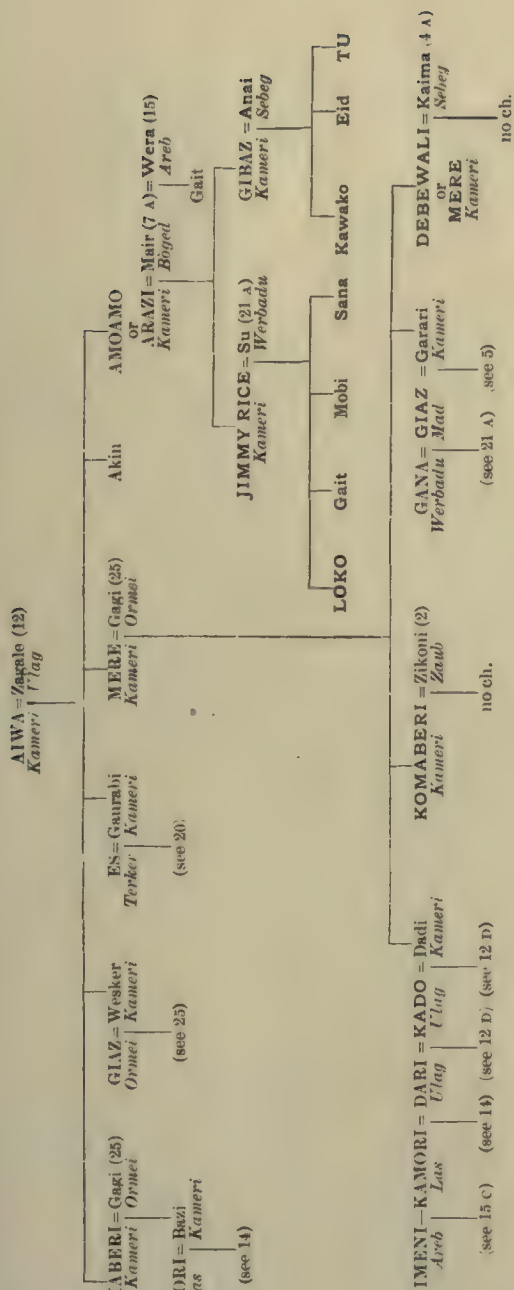 AIWA = Zagale (12)
Kameri Ulag
ABERI = Gagi (25) GIAZ = Wesker ES = Gaurabi MERE = Gagi (25) Akin AMOAMO
Kameri Ormei Ormei Kameri Terker Kameri Kameri Ormei or
ARAZI = Mair (7 A) = Wera (15)
(see 25) (see 20) Kameri Boged Areb
Gait
ORI = Bazi
as Kameri
(see 14)
JIMMY RICE = Su (21 A) GIBAZ = Anai
Kameri Werbadu Kameri Sebeg
LOKO Gait Mobi Sana Kawako Eid TU
IMENI – KAMORI = DARI = KADO = Dadi KOMABERI = Zikoni (2) GANA = GIAZ = Garari DEBEWALI = Kaima (4 A)
Areb Las Ulag Ulag Kameri Kameri Zaub Werbadu Mad Kameri or Sebeg
MERE
Kameri
(see 15 C) (see 14) (see 12 D) (see 12 D) no ch. (see 21 A) (see 5) no ch.